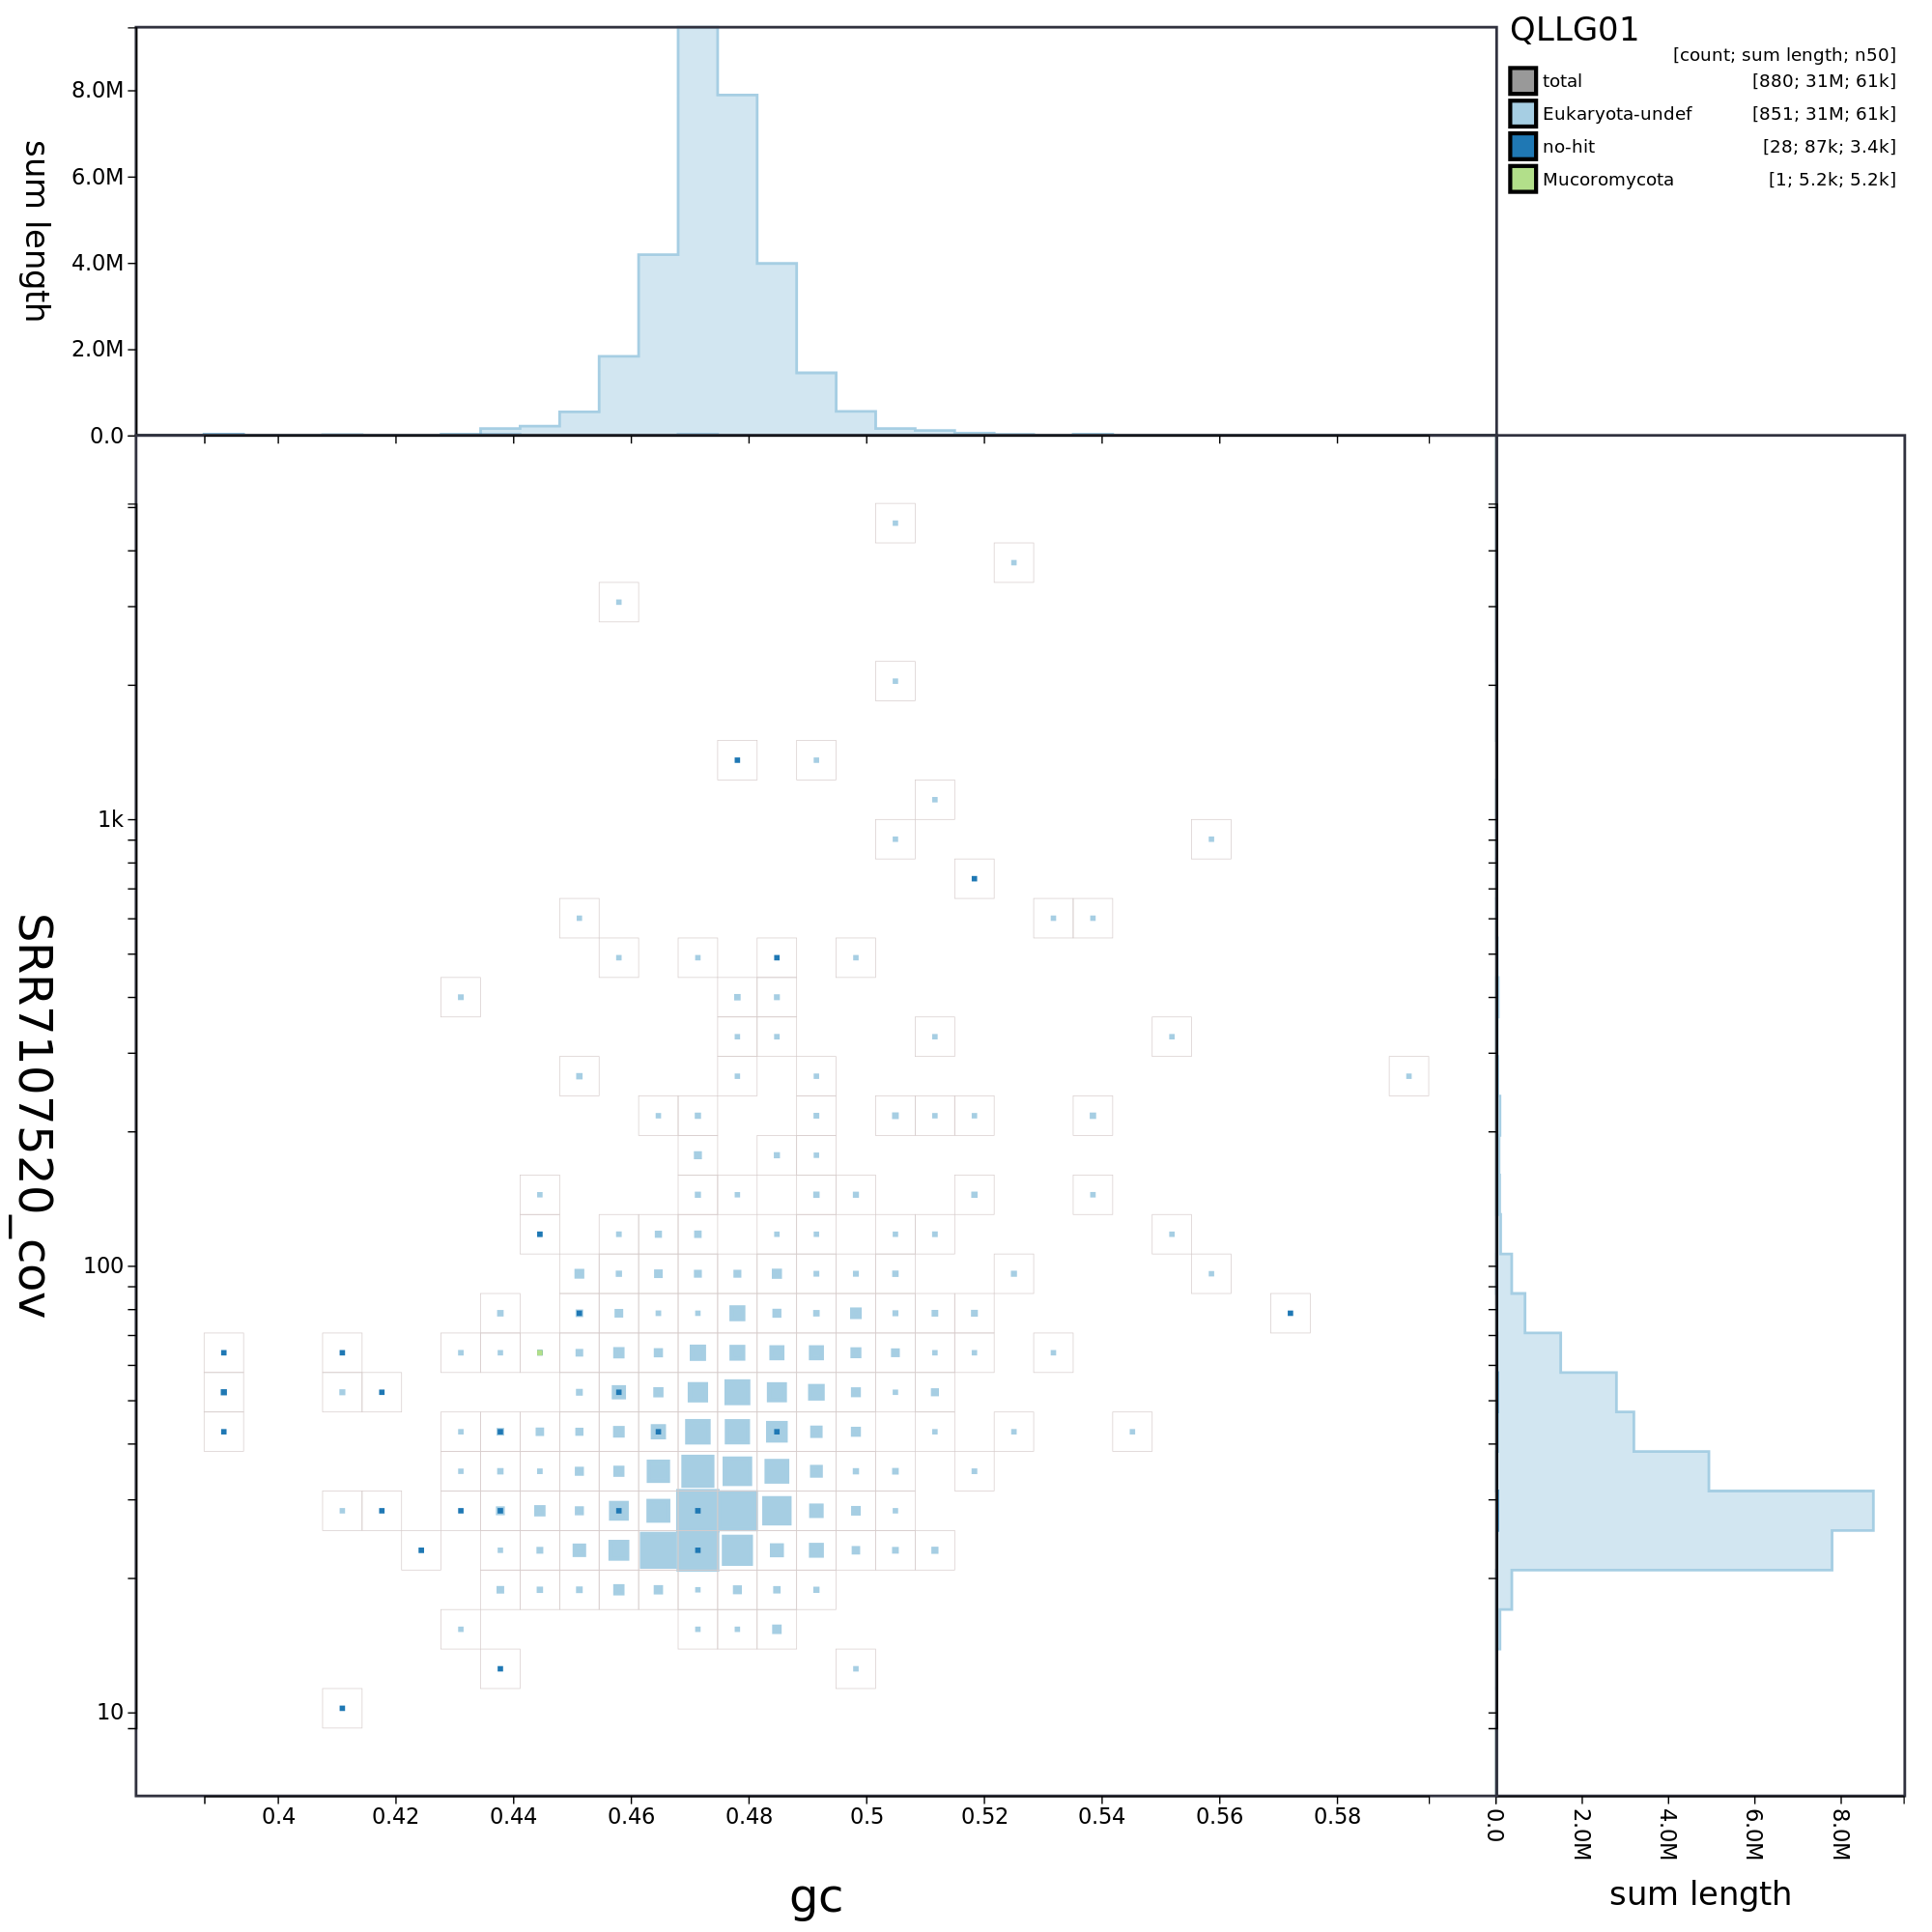 QLLG01
[count; sum length; n50]
total [880; 31M; 61k]
Eukaryota-undef [851; 31M; 61k]
no-hit [28; 87k; 3.4k]
Mucoromycota [1; 5.2k; 5.2k]
sum length
8.0M
6.0M
4.0M
2.0M
0.0
SRR7107520_cov
1k
100
10
0.4 0.42 0.44 0.46 0.48 0.5 0.52 0.54 0.56 0.58
gc
0.0 2.0M 4.0M 6.0M 8.0M
sum length